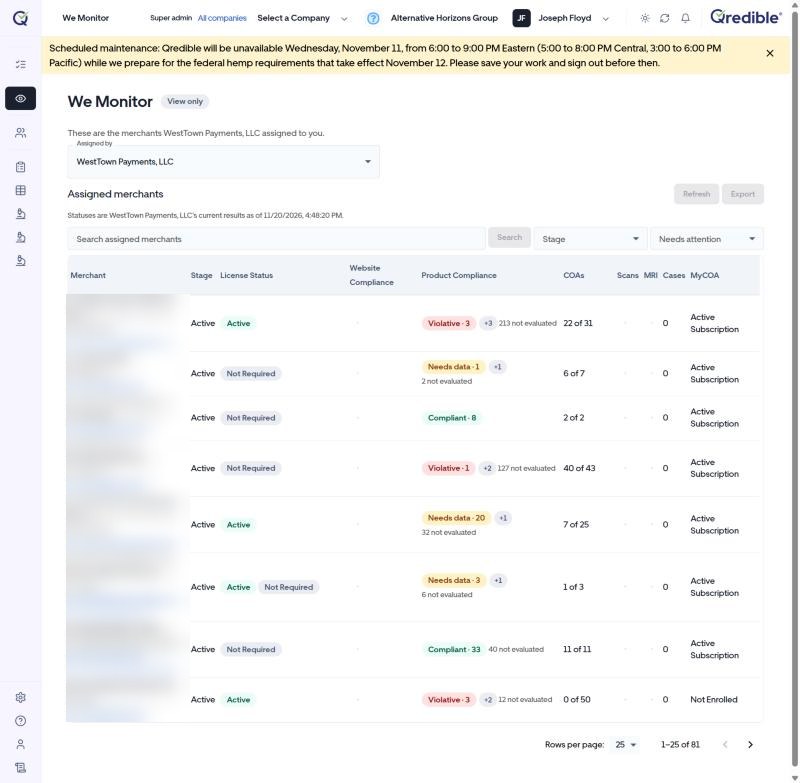 We Monitor
Super admin All companies Select a Company
Alternative Horizons Group JF Joseph Floyd
Qredible®
Scheduled maintenance: Qredible will be unavailable Wednesday, November 11, from 6:00 to 9:00 PM Eastern (5:00 to 8:00 PM Central, 3:00 to 6:00 PM
Pacific) while we prepare for the federal hemp requirements that take effect November 12. Please save your work and sign out before then.
We Monitor View only
These are the merchants WestTown Payments, LLC assigned to you.
Assigned by
WestTown Payments, LLC
Assigned merchants
Refresh Export
Statuses are WestTown Payments, LLC's current results as of 11/20/2026, 4:48:20 PM.
Search assigned merchants Search Stage Needs attention
Merchant Stage License Status Website Compliance Product Compliance COAs Scans MRI Cases MyCOA
Active Active - Violative · 3 +3 213 not evaluated 22 of 31 - - 0 Active Subscription
Active Not Required - Needs data · 1 +1 2 not evaluated 6 of 7 - - 0 Active Subscription
Active Not Required - Compliant · 8 2 of 2 - - 0 Active Subscription
Active Not Required - Violative · 1 +2 127 not evaluated 40 of 43 - - 0 Active Subscription
Active Active - Needs data · 20 +1 32 not evaluated 7 of 25 - - 0 Active Subscription
Active Active Not Required - Needs data · 3 +1 6 not evaluated 1 of 3 - - 0 Active Subscription
Active Not Required - Compliant · 33 40 not evaluated 11 of 11 - - 0 Active Subscription
Active Active - Violative · 3 +2 12 not evaluated 0 of 50 - - 0 Not Enrolled
Rows per page: 25 1–25 of 81